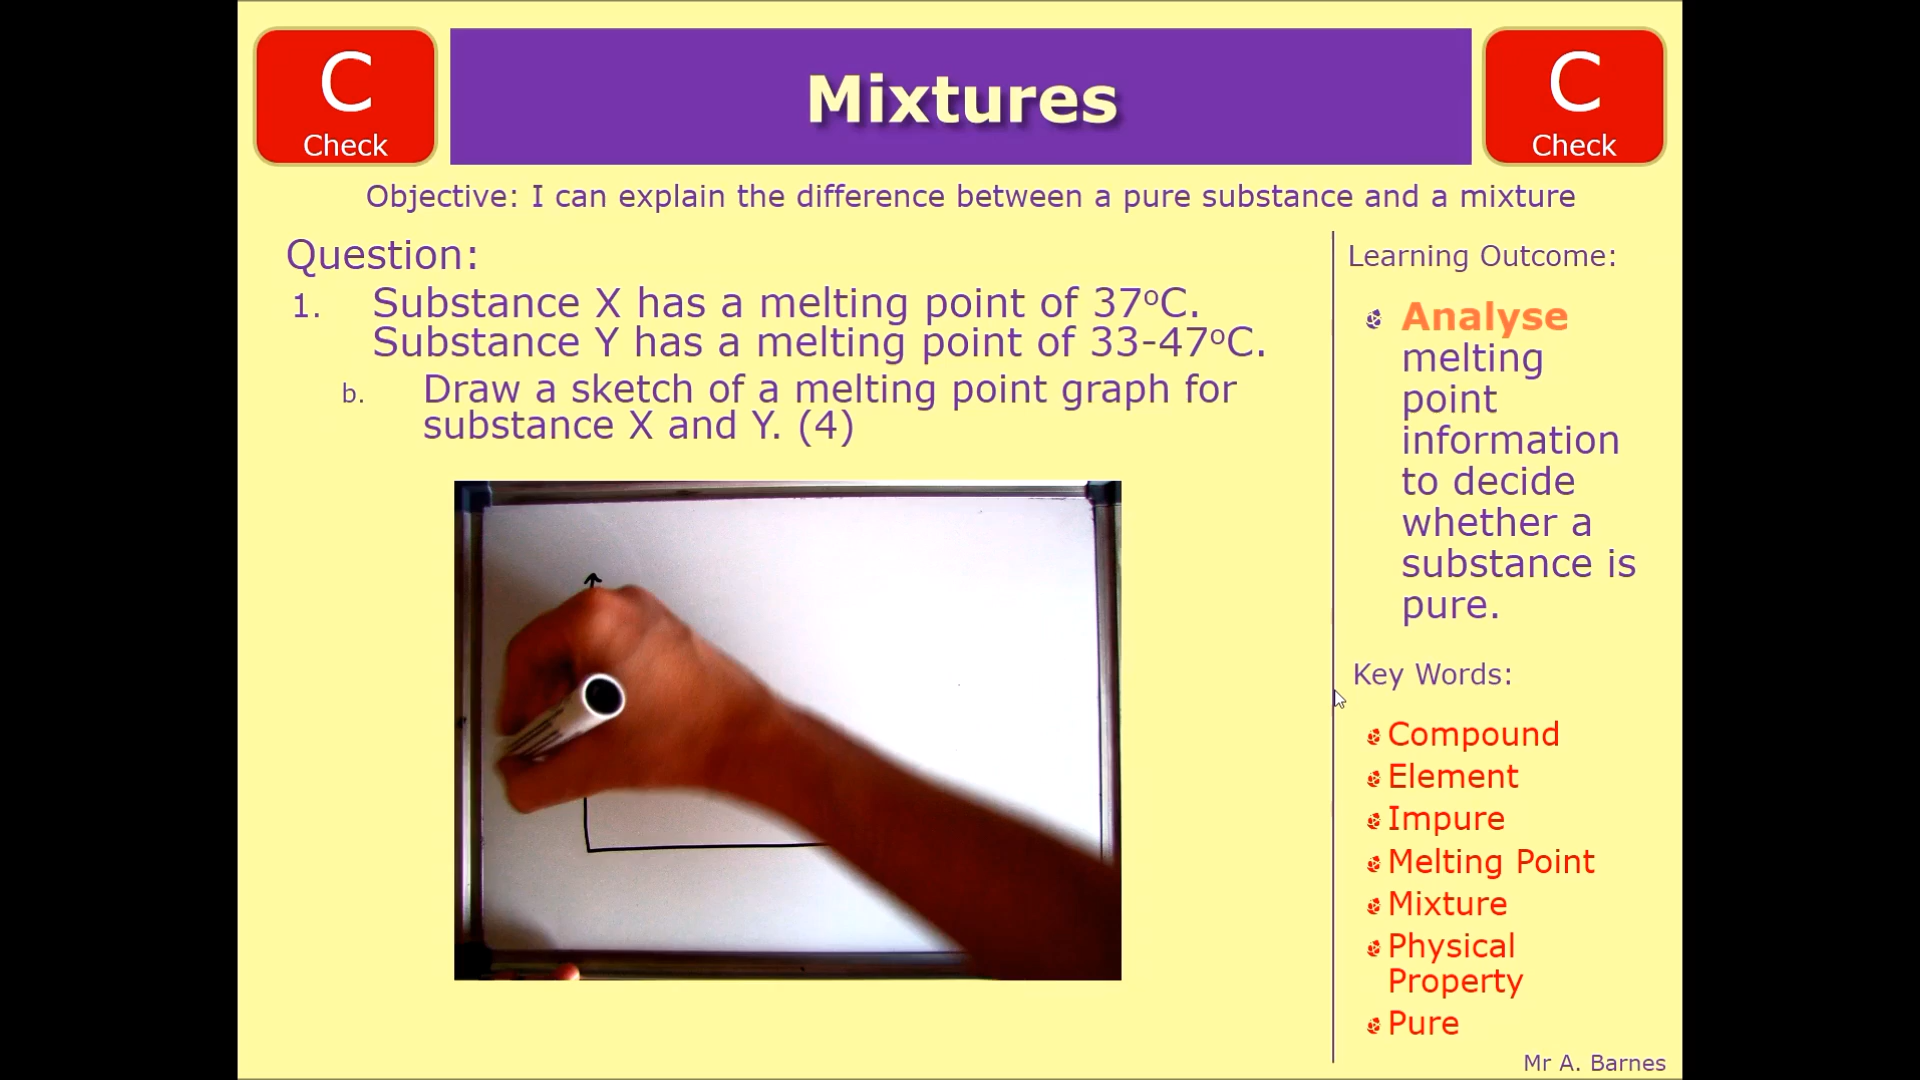 C
Check
Mixtures
C
Check
Objective: I can explain the difference between a pure substance and a mixture
Question:
1. Substance X has a melting point of 37ºC.
Substance Y has a melting point of 33-47ºC.
b. Draw a sketch of a melting point graph for
substance X and Y. (4)
Learning Outcome:
Analyse
melting
point
information
to decide
whether a
substance is
pure.
Key Words:
Compound
Element
Impure
Melting Point
Mixture
Physical
Property
Pure
Mr A. Barnes